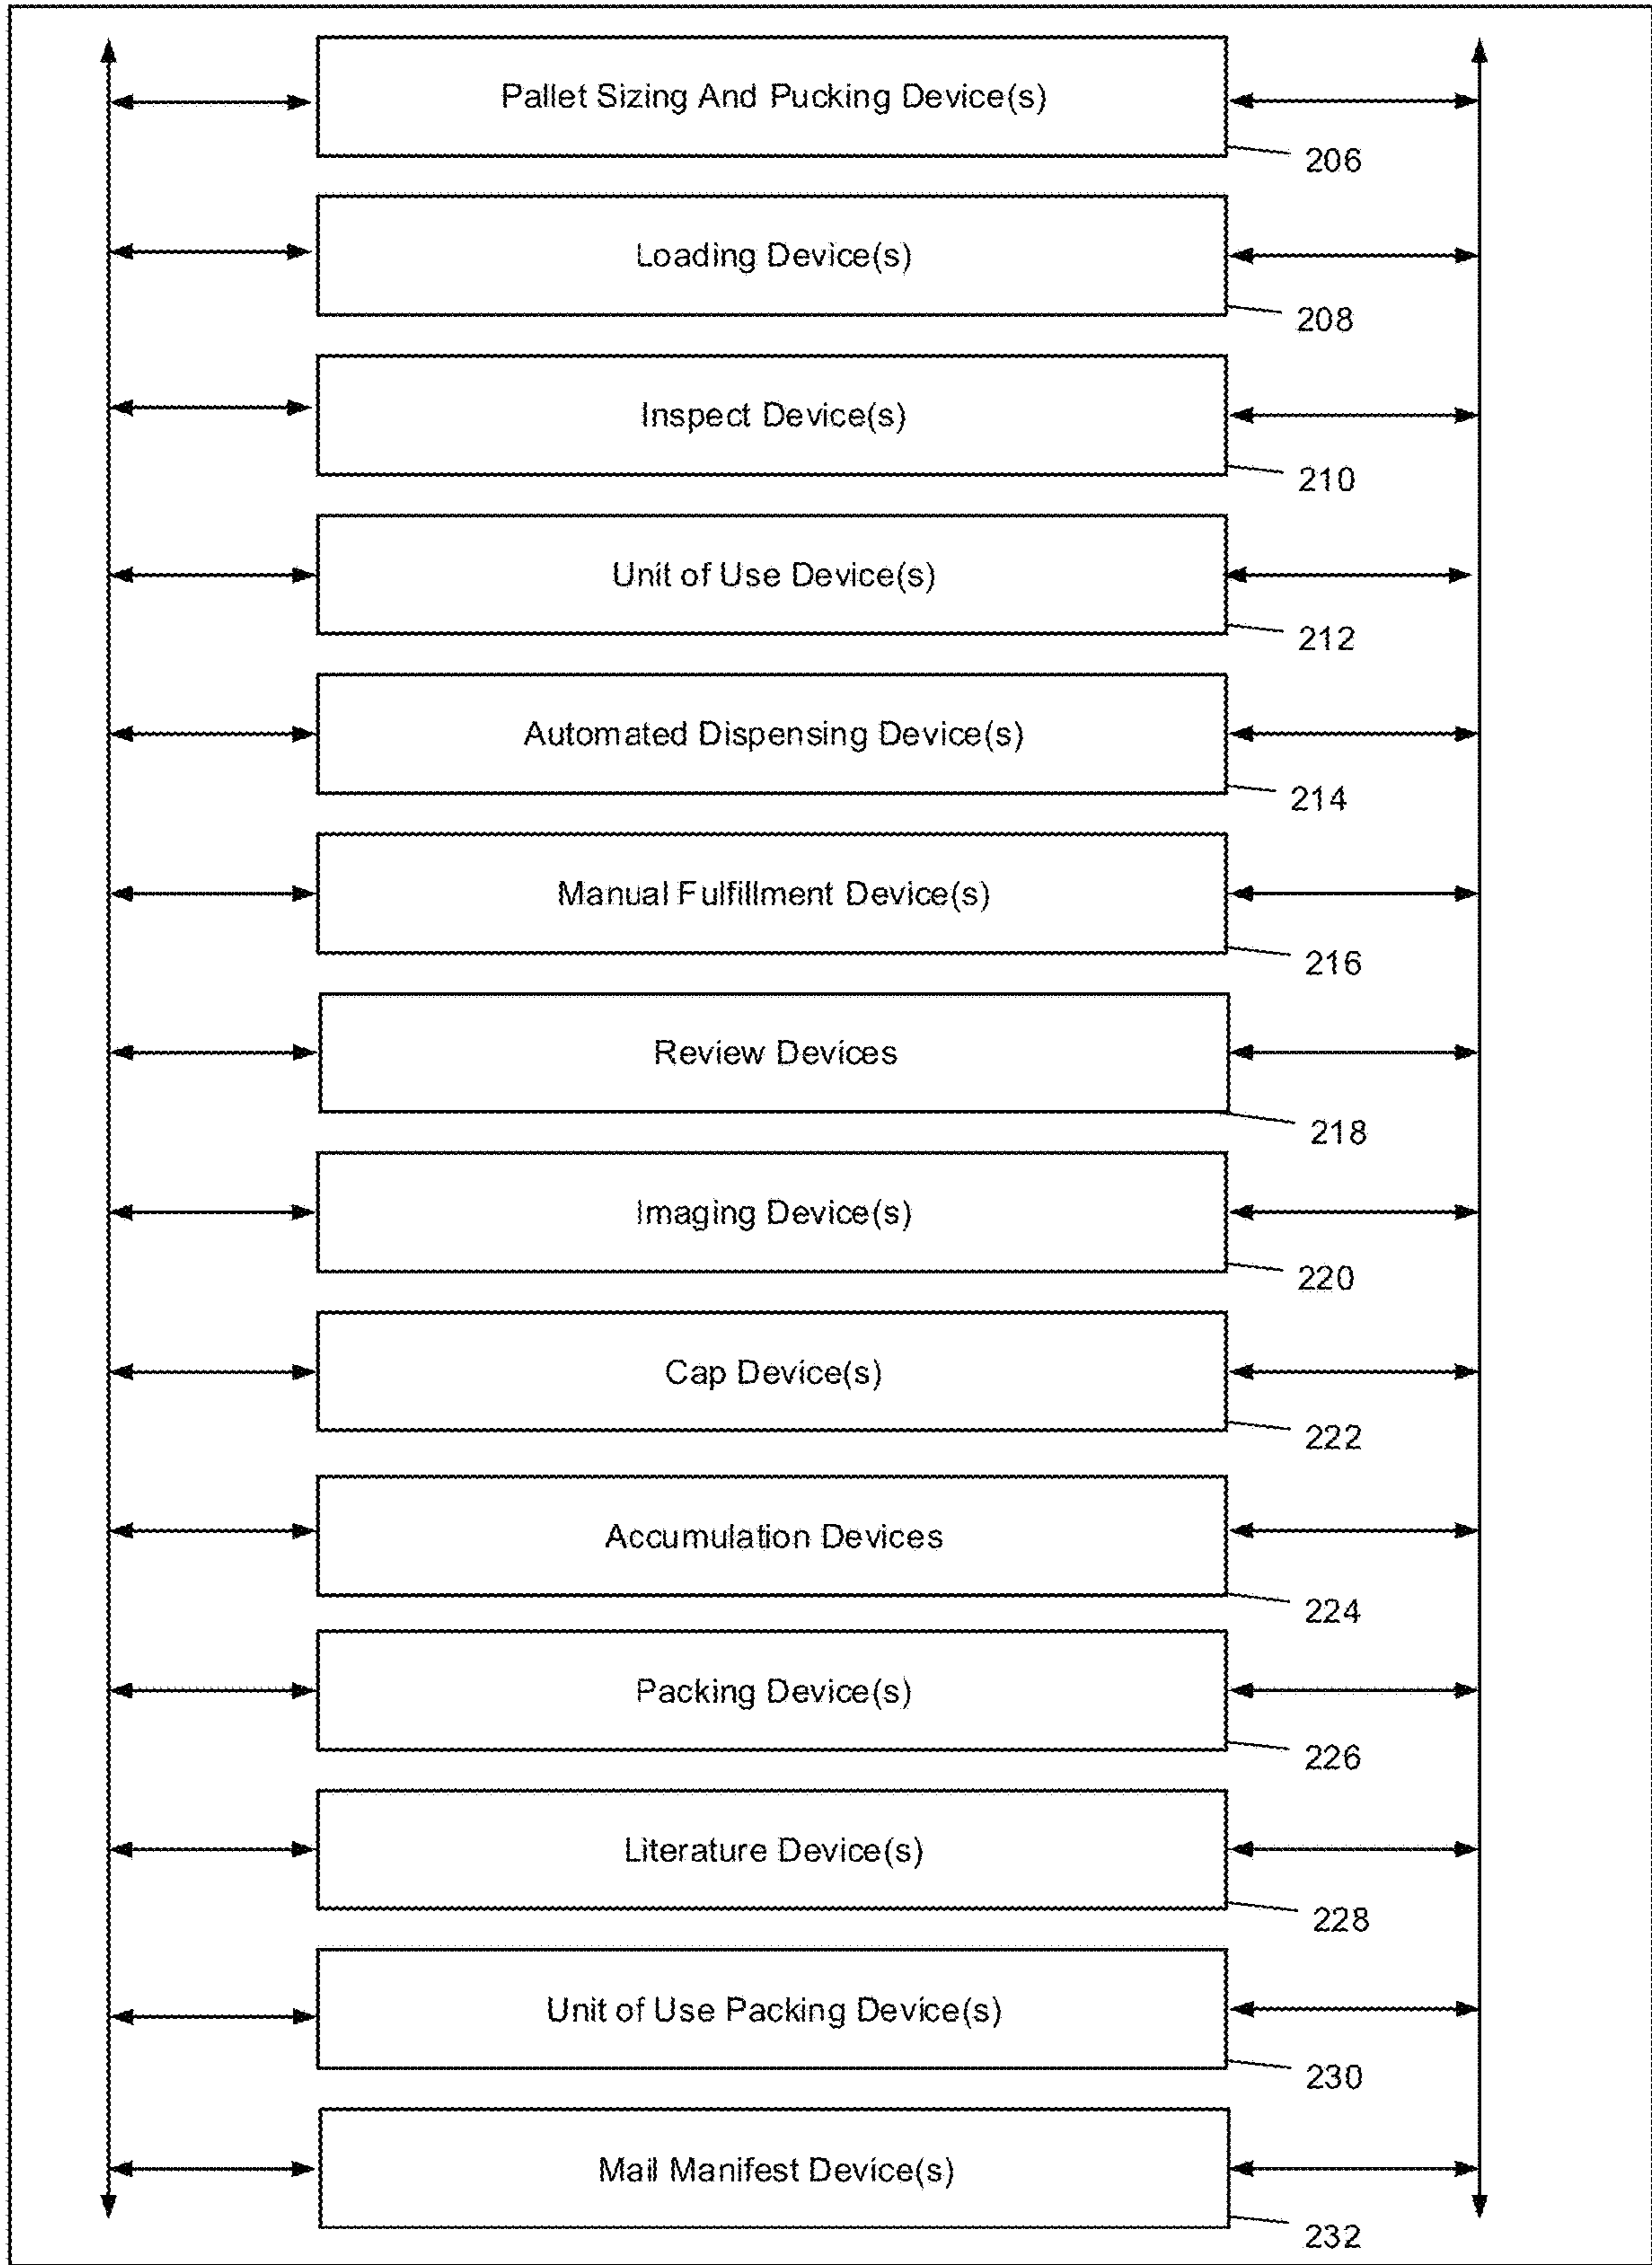 Pallet Sizing And Pucking Device(s)
206
Loading Device(s)
208
Inspect Device(s)
210
Unit of Use Device(s)
212
Automated Dispensing Device(s)
214
Manual Fulfillment Device(s)
216
Review Devices
218
Imaging Device(s)
220
Cap Device(s)
222
Accumulation Devices
224
Packing Device(s)
226
Literature Device(s)
228
Unit of Use Packing Device(s)
230
Mail Manifest Device(s)
232